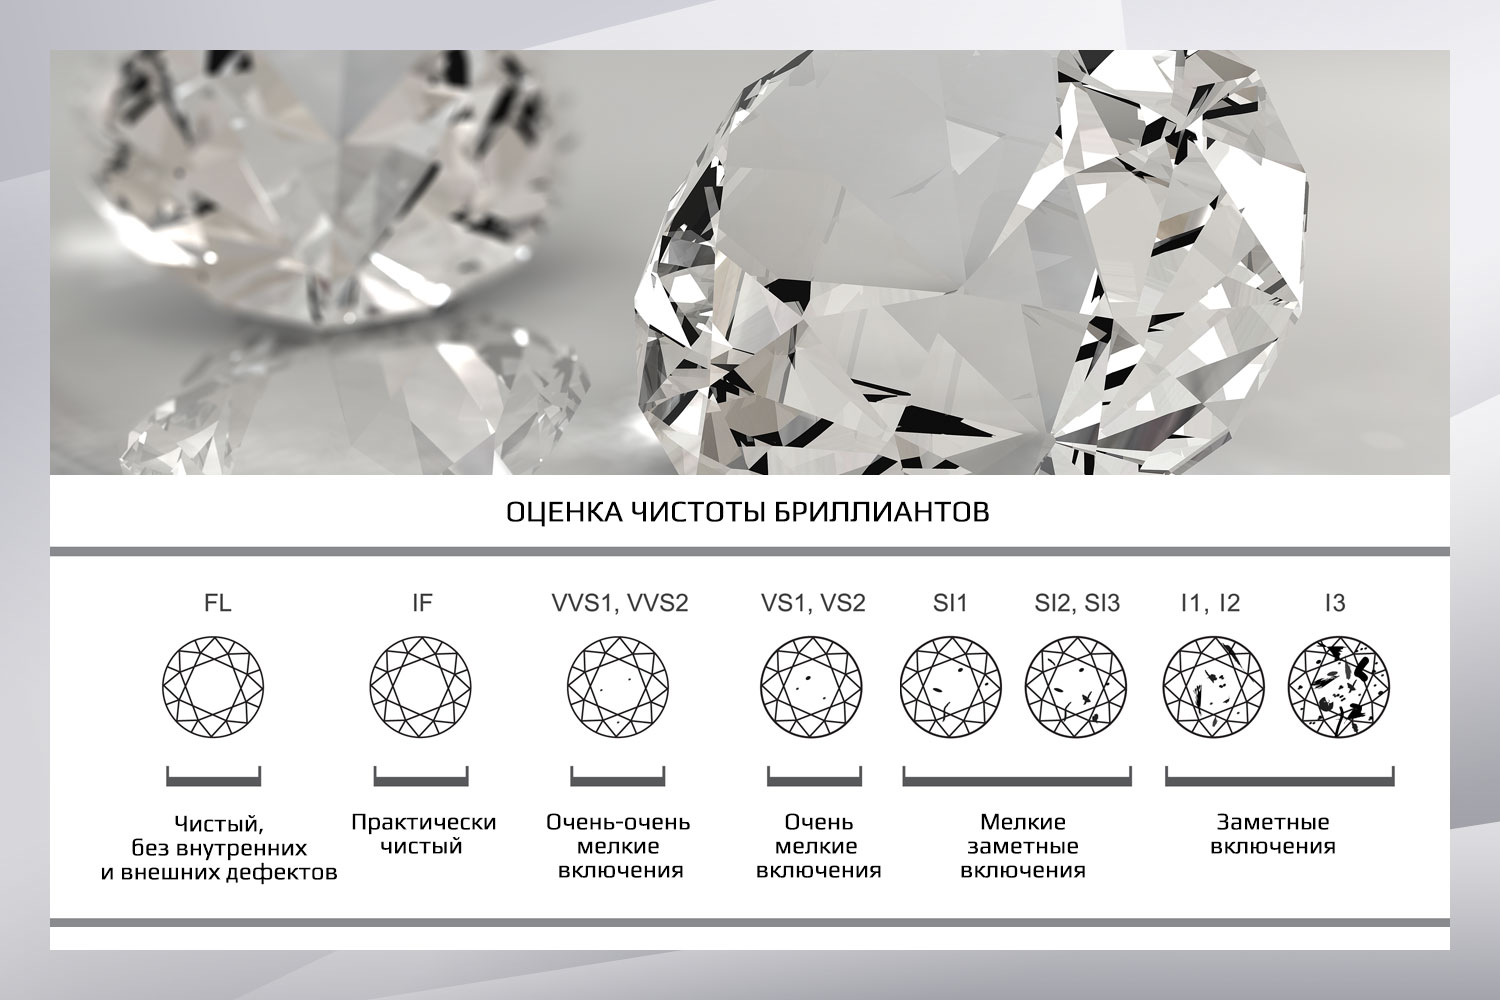 ОЦЕНКА ЧИСТОТЫ БРИЛЛИАНТОВ
FL
IF
VVS1, VVS2
VS1, VS2
SI1
SI2, SI3
I1, I2
I3
Чистый,
без внутренних
и внешних дефектов
Практически
чистый
Очень-очень
мелкие
включения
Очень
мелкие
включения
Мелкие
заметные
включения
Заметные
включения